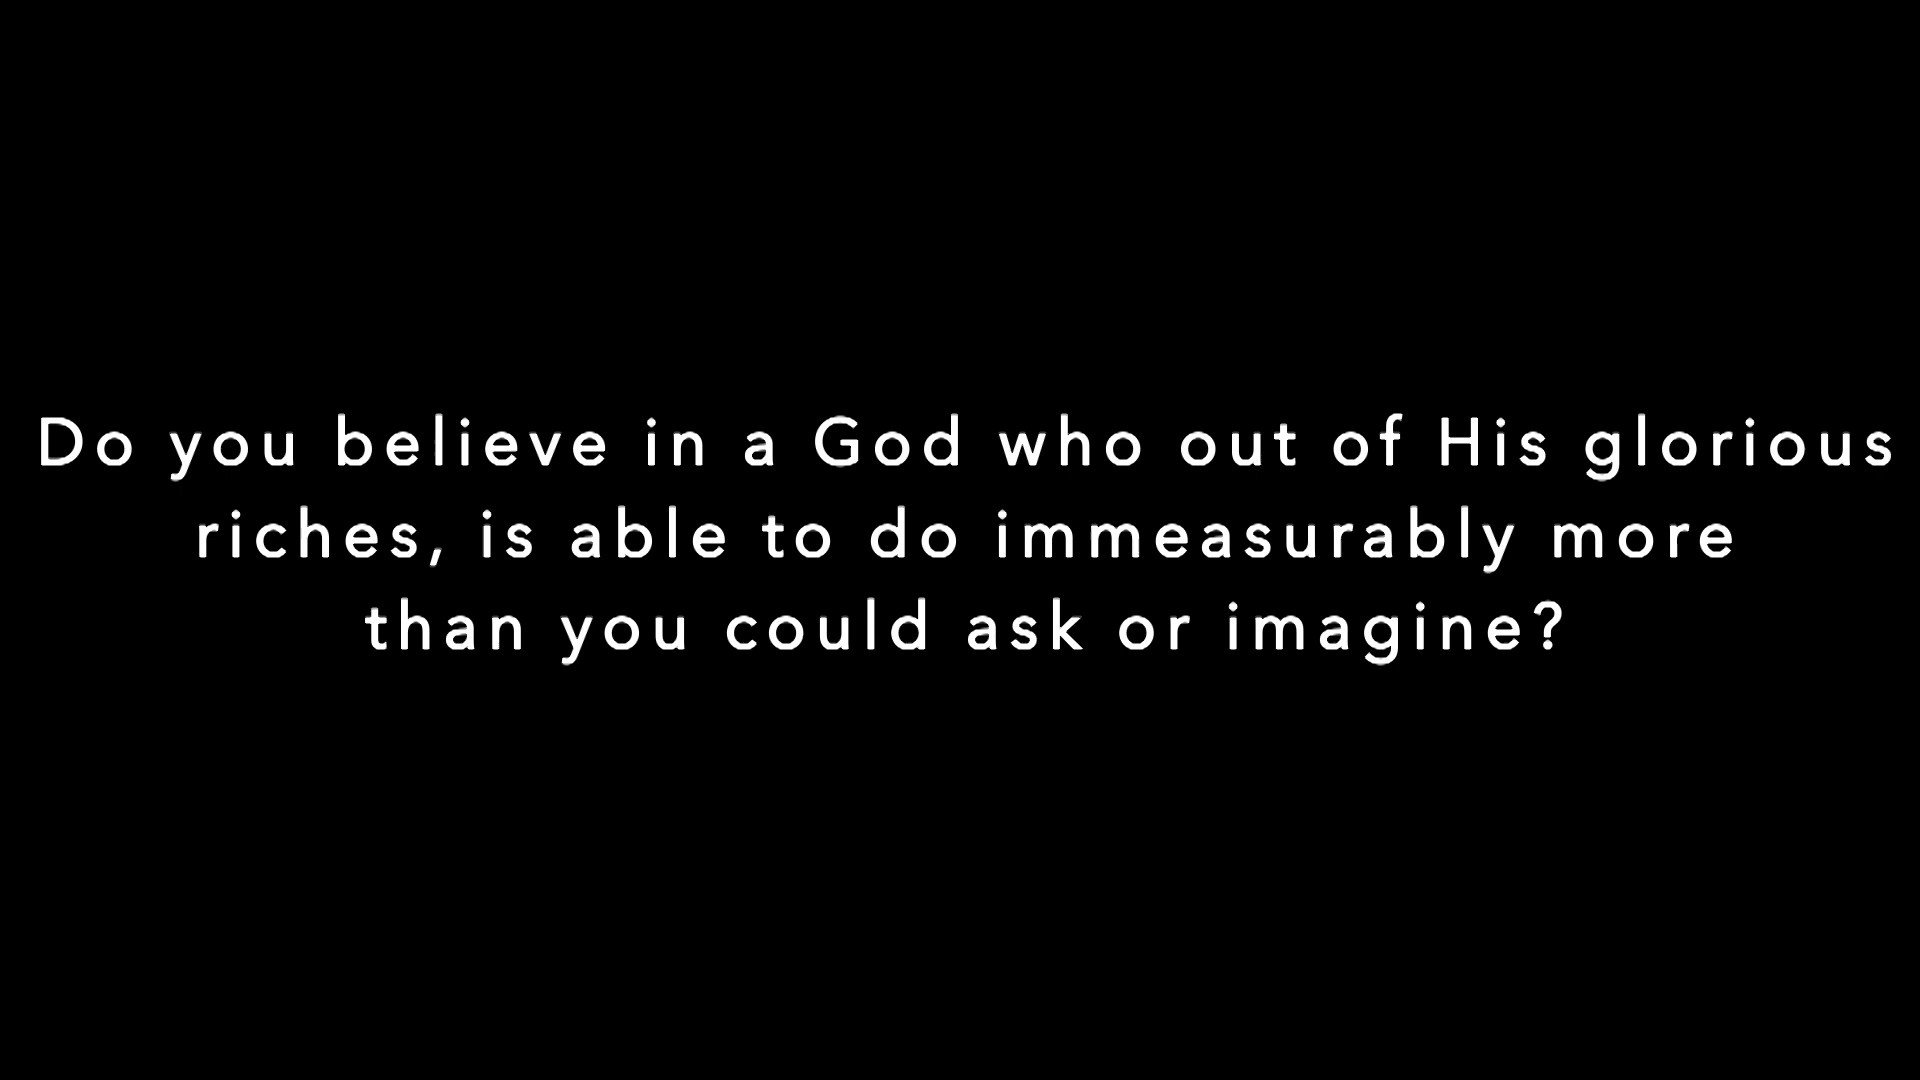 Do you believe in a God who out of His glorious
riches, is able to do immeasurably more
than you could ask or imagine?